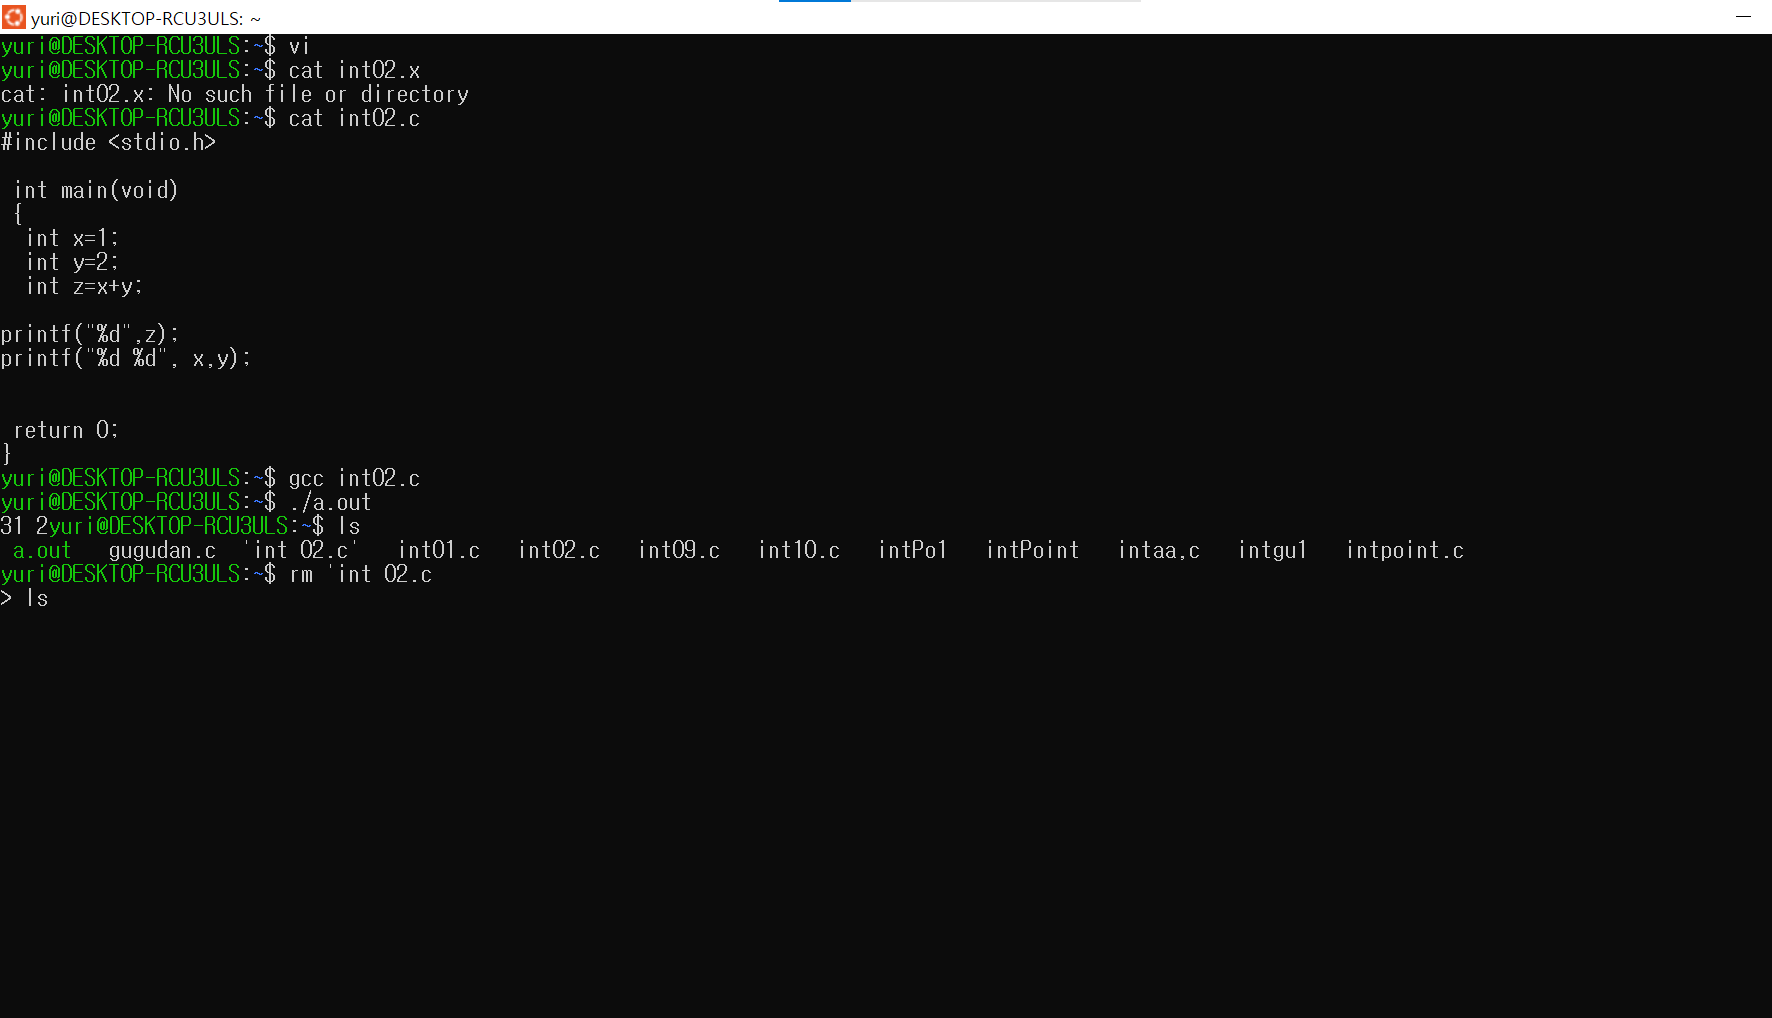 yuri@DESKTOP-RCU3ULS: ~
yuri@DESKTOP-RCU3ULS:~$ vi
yuri@DESKTOP-RCU3ULS:~$ cat int02.x
cat: int02.x: No such file or directory
yuri@DESKTOP-RCU3ULS:~$ cat int02.c
#include <stdio.h>
int main(void)
{
int x=1;
int y=2;
int z=x+y;
printf("%d",z);
printf("%d %d", x,y);
return 0;
}
yuri@DESKTOP-RCU3ULS:~$ gcc int02.c
yuri@DESKTOP-RCU3ULS:~$ ./a.out
31 2yuri@DESKTOP-RCU3ULS:~$ ls
a.out gugudan.c 'int 02.c' int01.c int02.c int09.c int10.c intPo1 intPoint intaa,c intgu1 intpoint.c
yuri@DESKTOP-RCU3ULS:~$ rm 'int 02.c
> ls